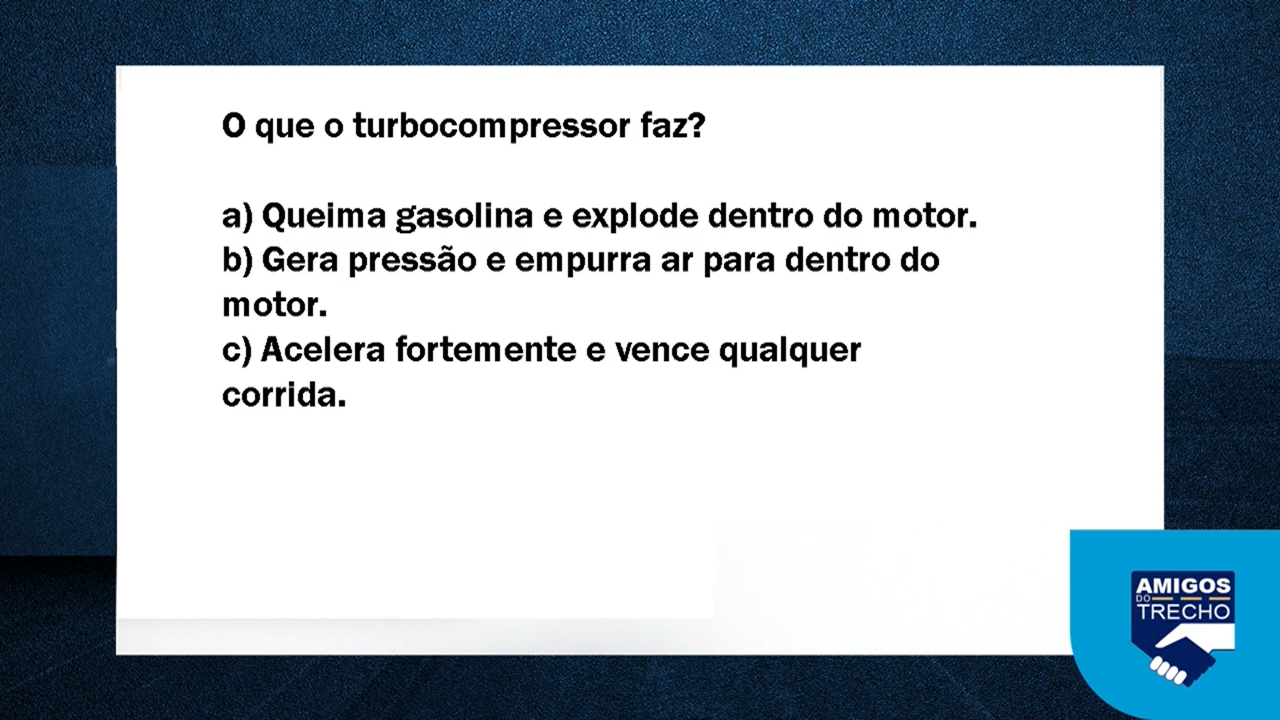 O que o turbocompressor faz?
a) Queima gasolina e explode dentro do motor.
b) Gera pressão e empurra ar para dentro do
motor.
c) Acelera fortemente e vence qualquer
corrida.
AMIGOS
DO
TRECHO